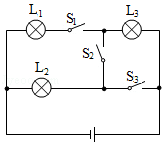 L₁ S₁ L₃
S₂
L₂ S₃